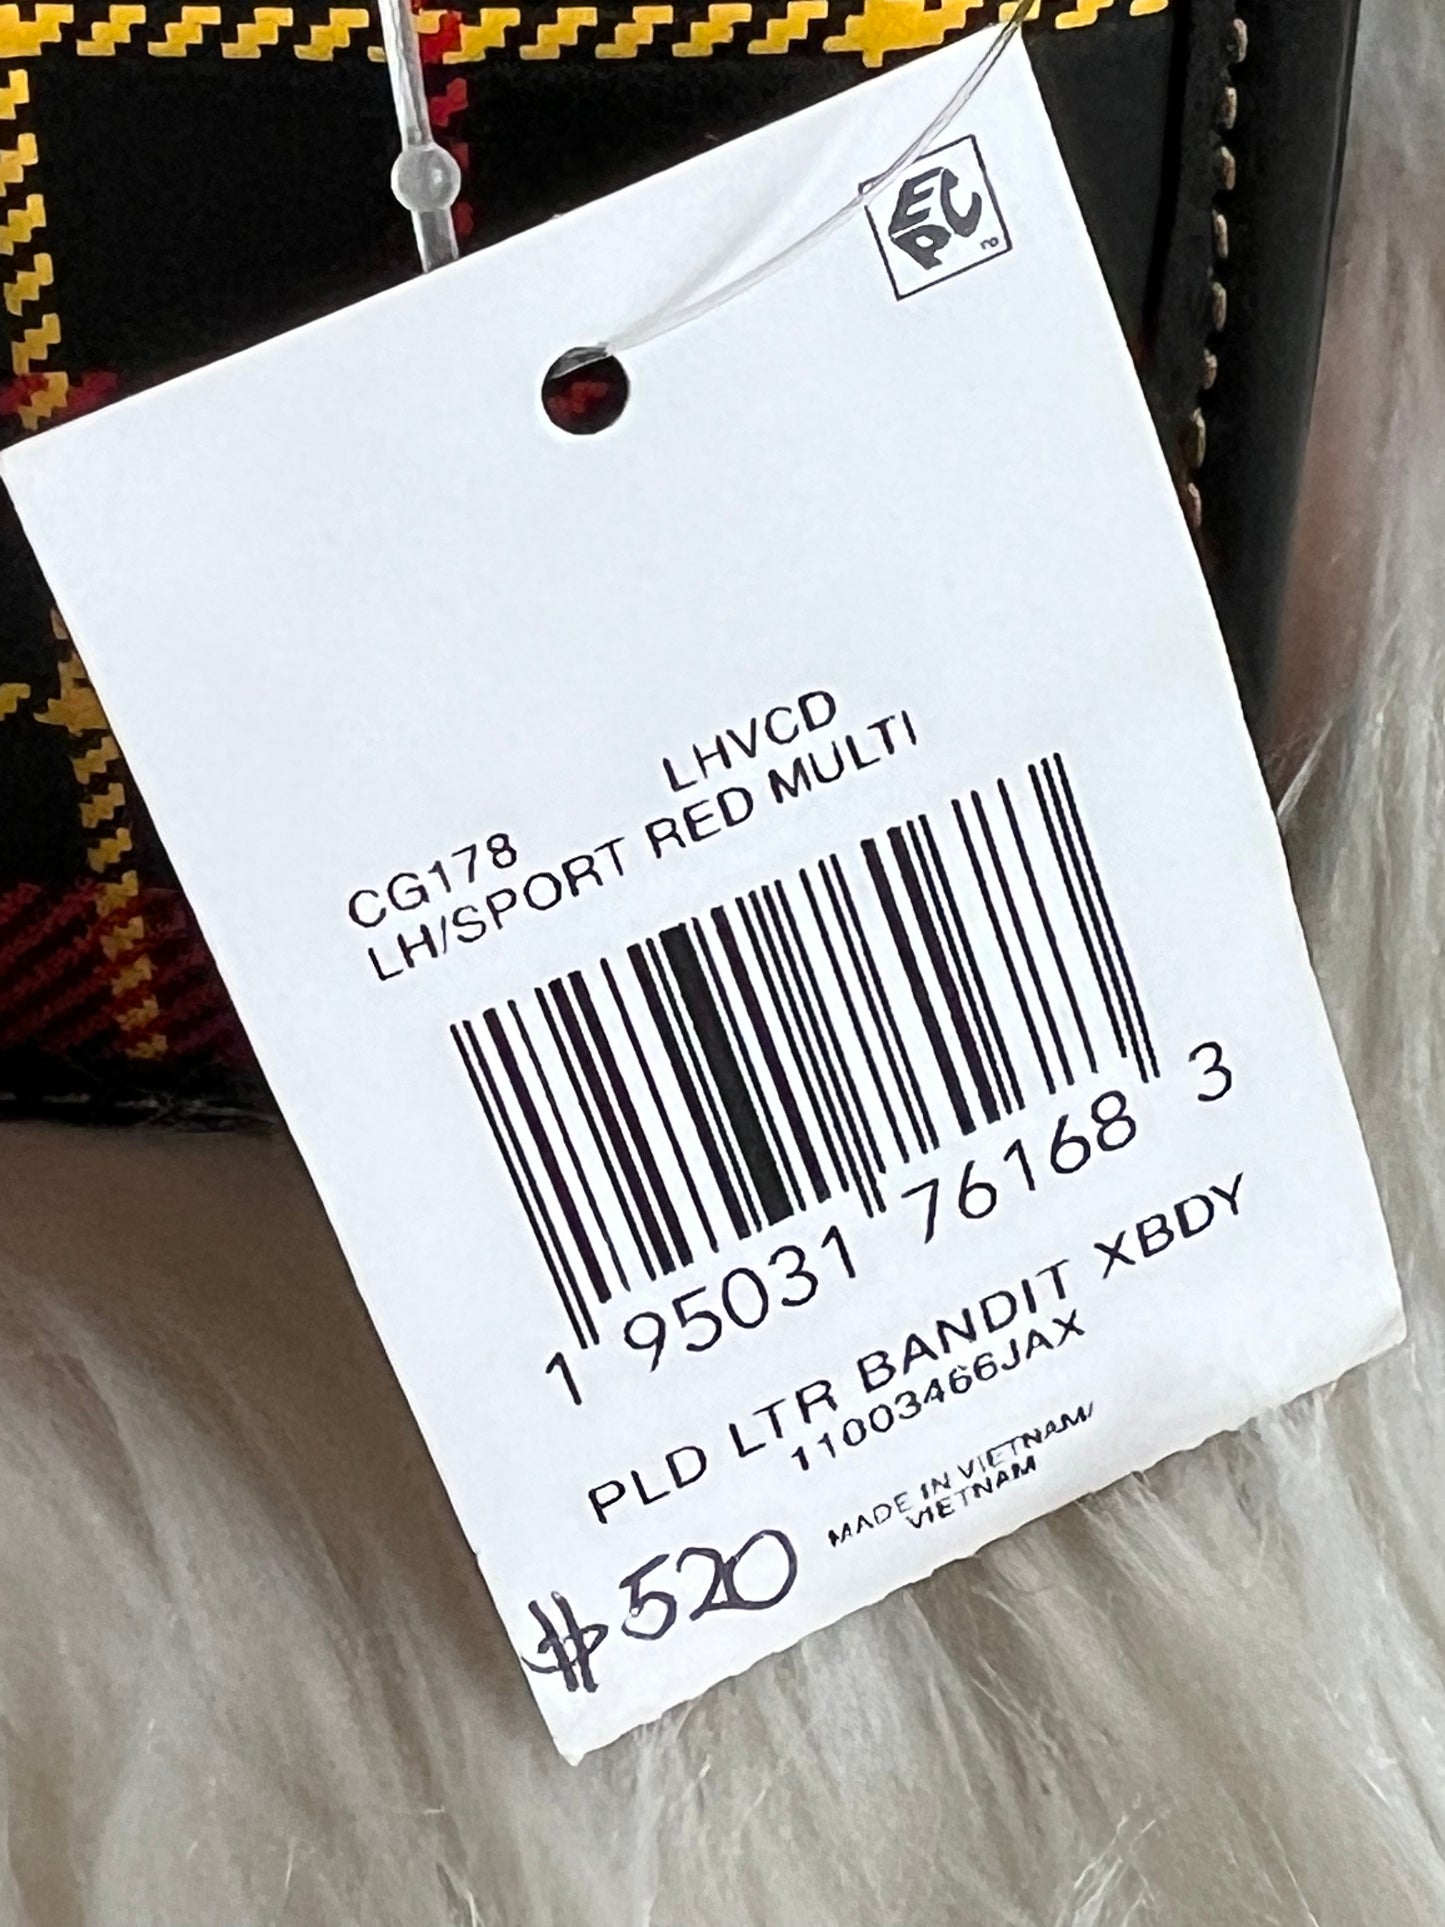 EPC
CG178 LHVCD
LH/SPORT RED MULTI
1 95031 76168 3
PLD LTR BANDIT XBDY
11003466JAX
MADE IN VIETNAM/
VIETNAM
$520